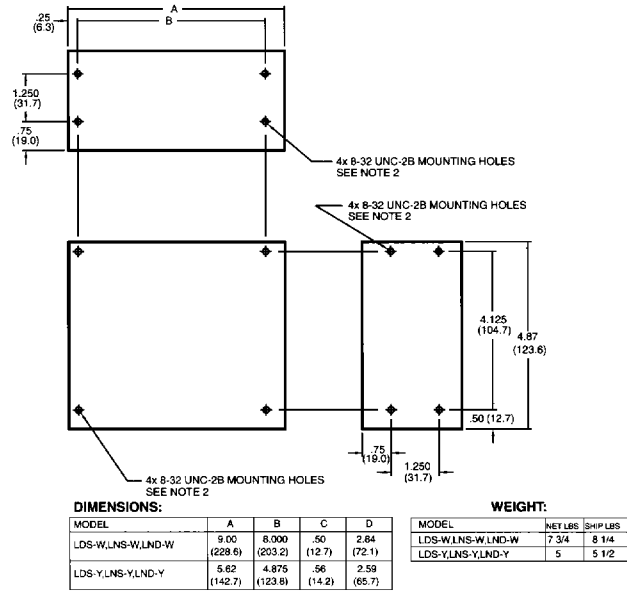 A
.25
(6.3)
B
1.250
(31.7)
.75
(19.0)
4x 8-32 UNC-2B MOUNTING HOLES
SEE NOTE 2
4x 8-32 UNC-2B MOUNTING HOLES
SEE NOTE 2
4.125
(104.7)
4.87
(123.6)
.50 (12.7)
.75
(19.0)
1.250
(31.7)
4x 8-32 UNC-2B MOUNTING HOLES
SEE NOTE 2
DIMENSIONS:
MODEL A B C D
LDS-W,LNS-W,LND-W 9.00 (228.6) 8.000 (203.2) .50 (12.7) 2.84 (72.1)
LDS-Y,LNS-Y,LND-Y 5.62 (142.7) 4.875 (123.8) .56 (14.2) 2.59 (65.7)
WEIGHT:
MODEL NET LBS SHIP LBS
LDS-W,LNS-W,LND-W 7 3/4 8 1/4
LDS-Y,LNS-Y,LND-Y 5 5 1/2